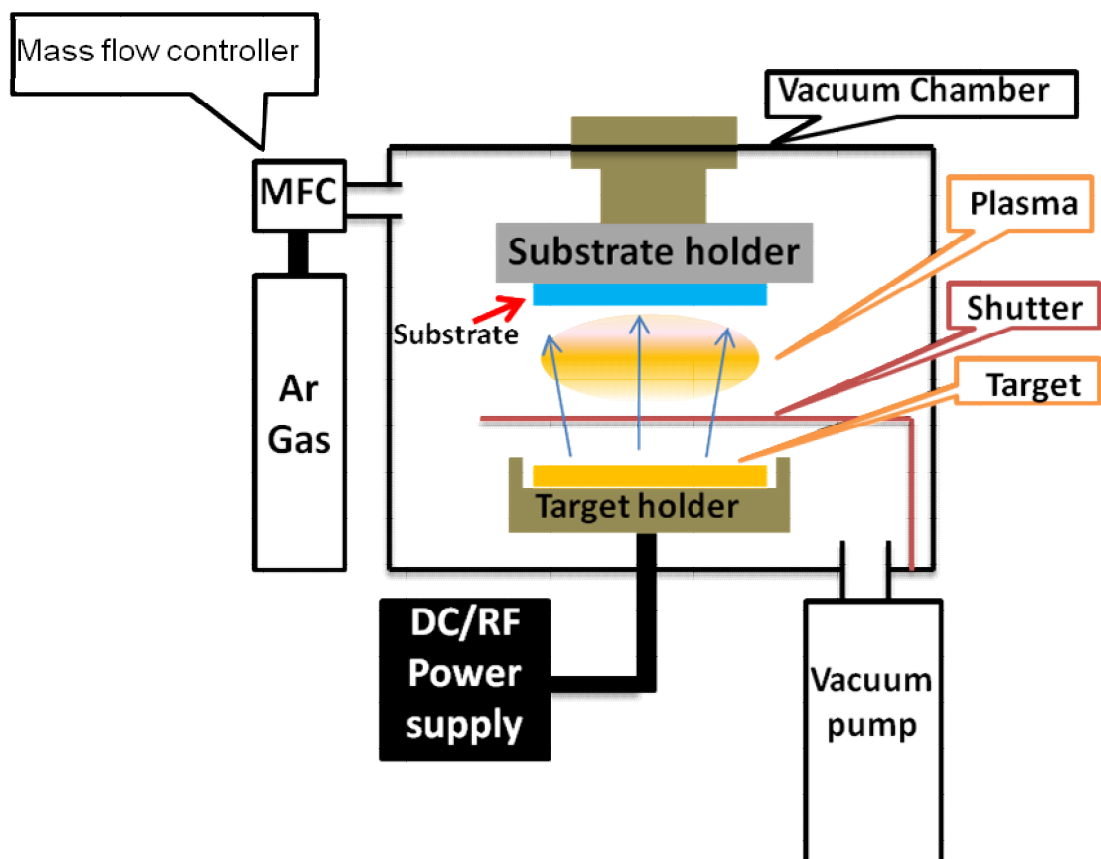 Mass flow controller
Vacuum Chamber
MFC
Plasma
Substrate holder
Shutter
Substrate
Target
Ar
Gas
Target holder
DC/RF
Power
supply
Vacuum
pump